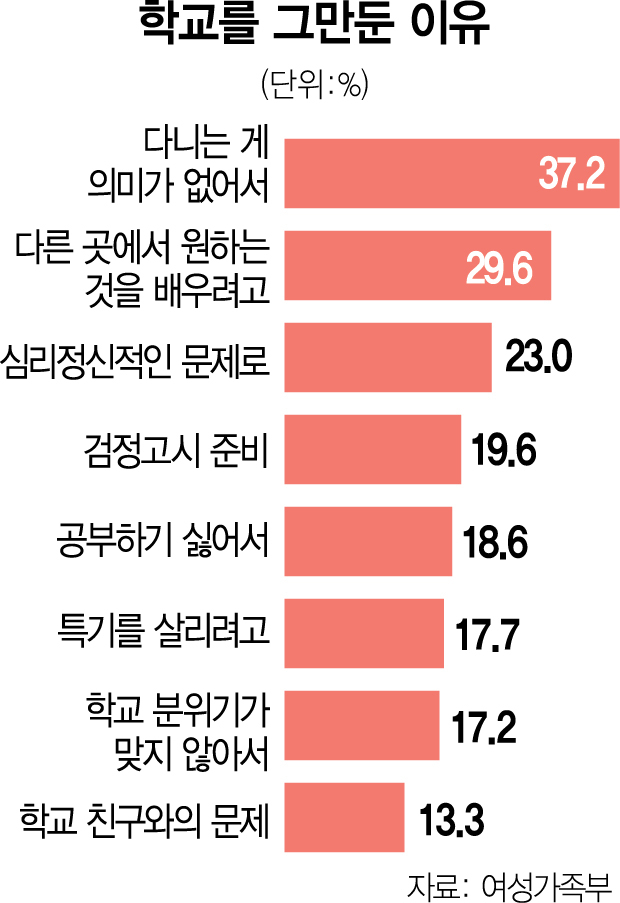 학교를 그만둔 이유
(단위:%)
다니는 게
의미가 없어서
37.2
다른 곳에서 원하는
것을 배우려고
29.6
심리정신적인 문제로
23.0
검정고시 준비
19.6
공부하기 싫어서
18.6
특기를 살리려고
17.7
학교 분위기가
맞지 않아서
17.2
학교 친구와의 문제
13.3
자료: 여성가족부